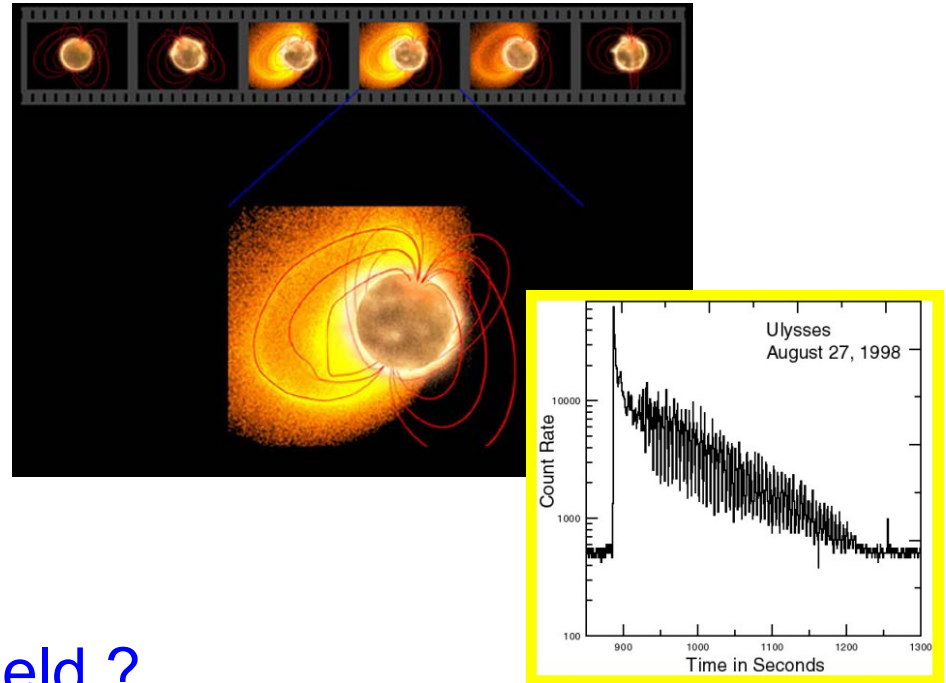 Ulysses
August 27, 1998
10000
1000
100
Count Rate
900 1000 1100 1200 1300
Time in Seconds
eld ?